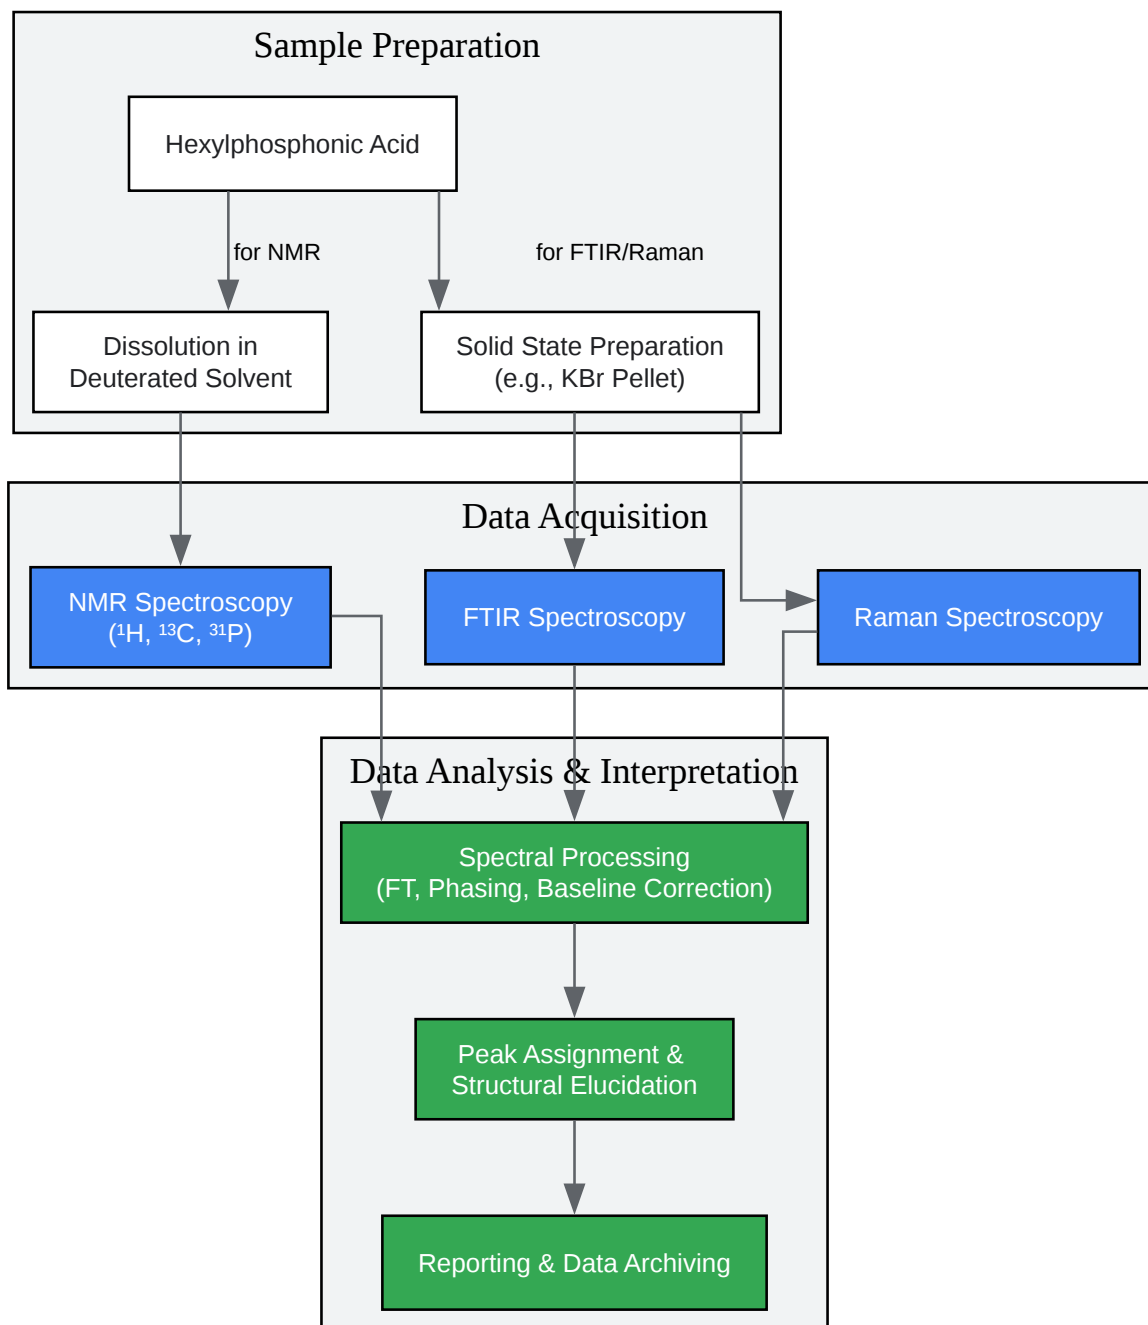 Sample Preparation
Hexylphosphonic Acid
for NMR
for FTIR/Raman
Dissolution in
Deuterated Solvent
Solid State Preparation
(e.g., KBr Pellet)
Data Acquisition
NMR Spectroscopy
(¹H, ¹³C, ³¹P)
FTIR Spectroscopy
Raman Spectroscopy
Data Analysis & Interpretation
Spectral Processing
(FT, Phasing, Baseline Correction)
Peak Assignment &
Structural Elucidation
Reporting & Data Archiving